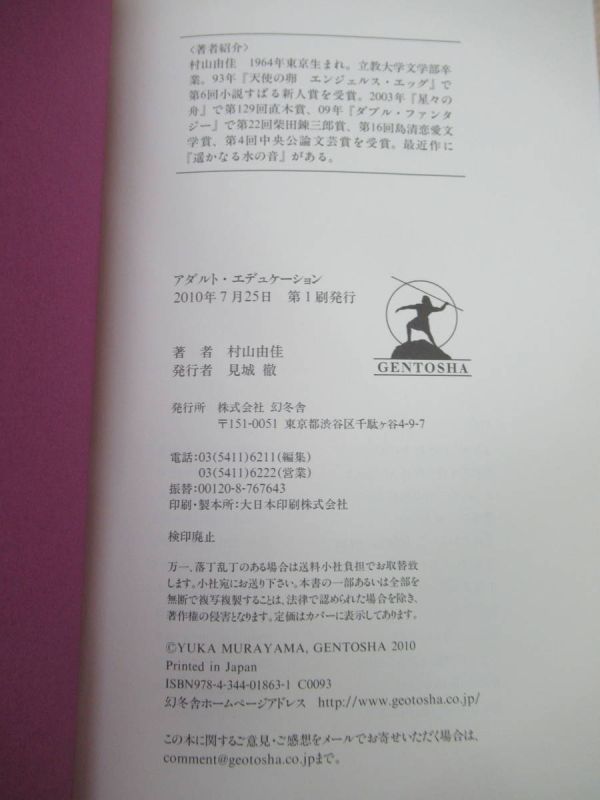 〈著者紹介〉
村山由佳　1964年東京生まれ。立教大学文学部卒
業。93年『天使の卵　エンジェルス・エッグ』で
第6回小説すばる新人賞を受賞。2003年『星々の
舟』で第129回直木賞、09年『ダブル・ファンタ
ジー』で第22回柴田錬三郎賞、第16回島清恋愛文
学賞、第4回中央公論文芸賞を受賞。最近作に
『遥かなる水の音』がある。
アダルト・エデュケーション
2010年7月25日　第1刷発行
GENTOSHA
著　者　村山由佳
発行者　見城 徹
発行所　株式会社 幻冬舎
〒151-0051 東京都渋谷区千駄ヶ谷4-9-7
電話:03(5411)6211(編集)
03(5411)6222(営業)
振替:00120-8-767643
印刷・製本所:大日本印刷株式会社
検印廃止
万一、落丁乱丁のある場合は送料小社負担でお取替致
します。小社宛にお送り下さい。本書の一部あるいは全部を
無断で複写複製することは、法律で認められた場合を除き、
著作権の侵害となります。定価はカバーに表示してあります。
©YUKA MURAYAMA, GENTOSHA 2010
Printed in Japan
ISBN978-4-344-01863-1 C0093
幻冬舎ホームページアドレス　http://www.geotosha.co.jp/
この本に関するご意見・ご感想をメールでお寄せいただく場合は、
comment@geotosha.co.jpまで。